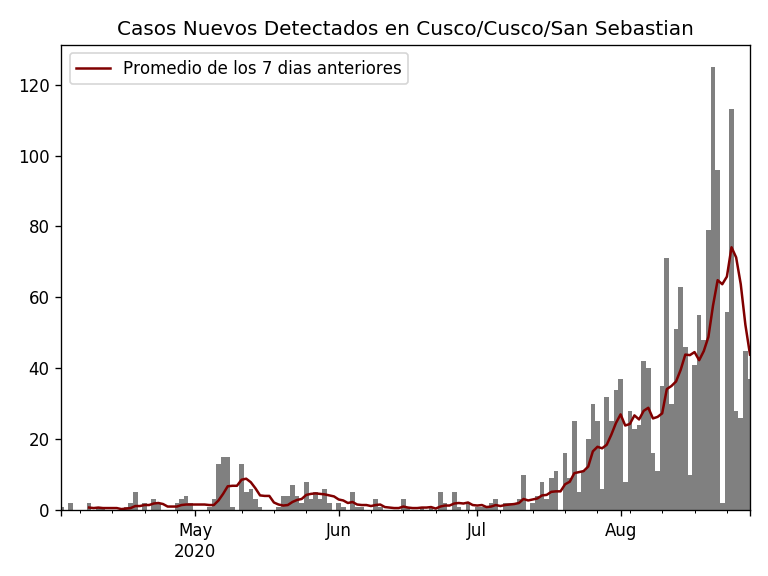 Casos Nuevos Detectados en Cusco/Cusco/San Sebastian
Promedio de los 7 dias anteriores
120
100
80
60
40
20
0
May Jun Jul Aug
2020